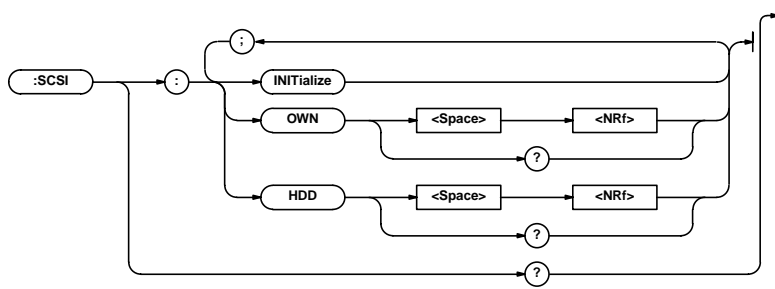 ;
:SCSI : INITialize
OWN <Space> <NRf>
?
HDD <Space> <NRf>
?
?